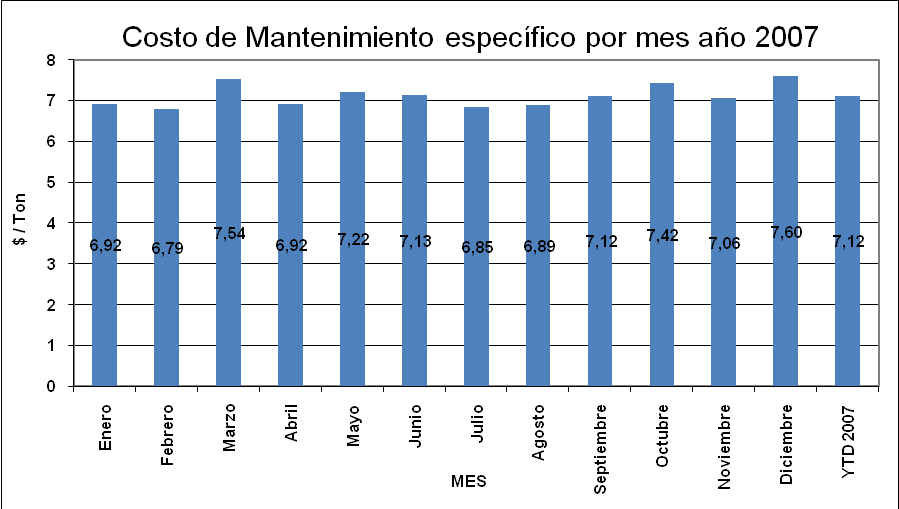 Costo de Mantenimiento específico por mes año 2007
8
7
6
5
4
3
2
1
0
$ / Ton
6,92
6,79
7,54
6,92
7,22
7,13
6,85
6,89
7,12
7,42
7,06
7,60
7,12
Enero
Febrero
Marzo
Abril
Mayo
Junio
Julio
Agosto
Septiembre
Octubre
Noviembre
Diciembre
YTD 2007
MES